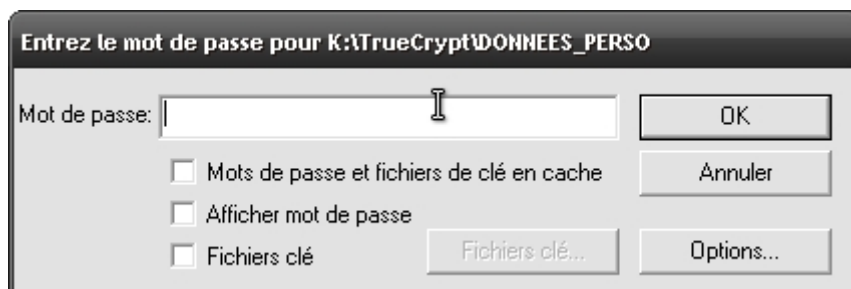 Entrez le mot de passe pour K:\TrueCrypt\DONNEES_PERSO
Mot de passe: OK
Mots de passe et fichiers de clé en cache Annuler
Afficher mot de passe
Fichiers clé Fichiers clé... Options...